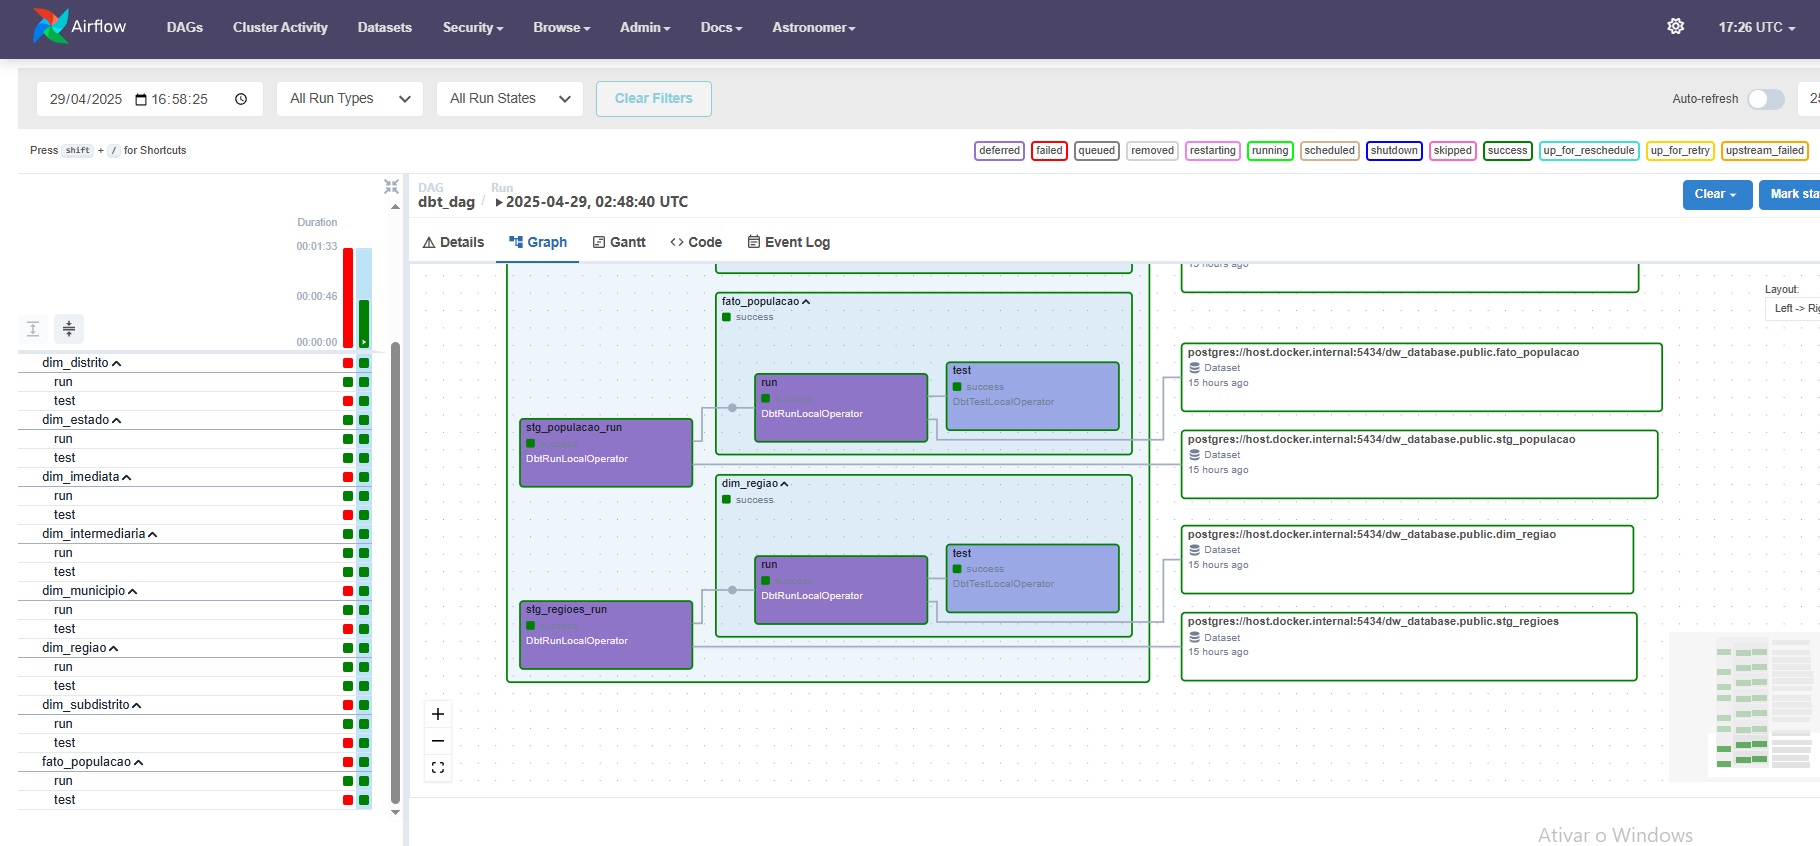 Airflow DAGs Cluster Activity Datasets Security Browse Admin Docs Astronomer 17:26 UTC
29/04/2025 16:58:25 All Run Types All Run States Clear Filters Auto-refresh
Press shift + / for Shortcuts
deferred failed queued removed restarting running scheduled shutdown skipped success up_for_reschedule up_for_retry upstream_failed
DAG Run
dbt_dag / 2025-04-29, 02:48:40 UTC
Clear Mark sta
Details Graph Gantt Code Event Log
Duration
00:01:33
00:00:46
00:00:00
dim_distrito
run
test
dim_estado
run
test
dim_imediata
run
test
dim_intermediaria
run
test
dim_municipio
run
test
dim_regiao
run
test
dim_subdistrito
run
test
fato_populacao
run
test
15 hours ago
Layout:
Left -> Rig
fato_populacao
success
run
success
DbtRunLocalOperator
test
success
DbtTestLocalOperator
stg_populacao_run
success
DbtRunLocalOperator
dim_regiao
success
run
success
DbtRunLocalOperator
test
success
DbtTestLocalOperator
stg_regioes_run
success
DbtRunLocalOperator
postgres://host.docker.internal:5434/dw_database.public.fato_populacao
Dataset
15 hours ago
postgres://host.docker.internal:5434/dw_database.public.stg_populacao
Dataset
15 hours ago
postgres://host.docker.internal:5434/dw_database.public.dim_regiao
Dataset
15 hours ago
postgres://host.docker.internal:5434/dw_database.public.stg_regioes
Dataset
15 hours ago
Ativar o Windows